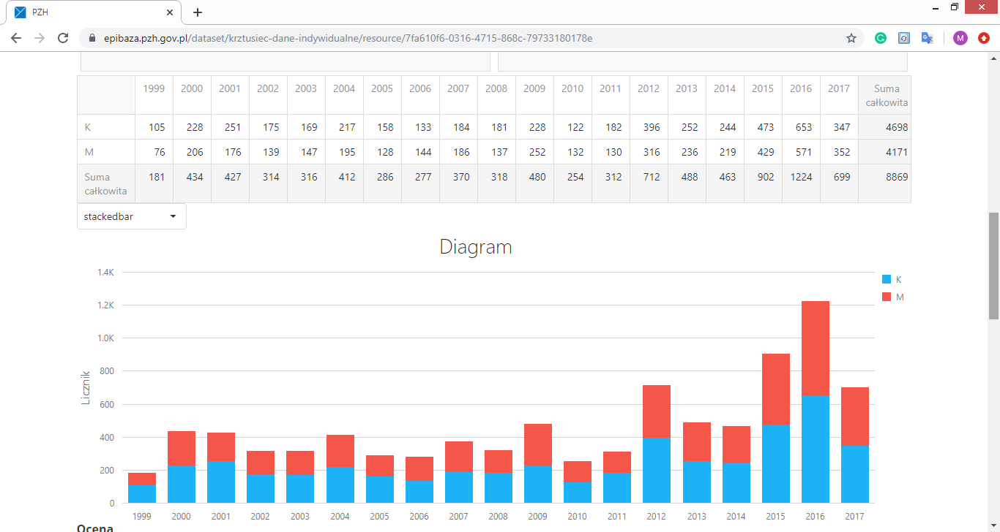 PZH
epibaza.pzh.gov.pl/dataset/krztusiec-dane-indywidualne/resource/7fa610f6-0316-4715-868c-79733180178e
M
1999 2000 2001 2002 2003 2004 2005 2006 2007 2008 2009 2010 2011 2012 2013 2014 2015 2016 2017 Suma
całkowita
K 105 228 251 175 169 217 158 133 184 181 228 122 182 396 252 244 473 653 347 4698
M 76 206 176 139 147 195 128 144 186 137 252 132 130 316 236 219 429 571 352 4171
Suma 181 434 427 314 316 412 286 277 370 318 480 254 312 712 488 463 902 1224 699 8869
całkowita
stackedbar
Diagram
1.4K
1.2K
1.0K
800
600
400
200
0
Licznik
K
M
1999 2000 2001 2002 2003 2004 2005 2006 2007 2008 2009 2010 2011 2012 2013 2014 2015 2016 2017
Ocena